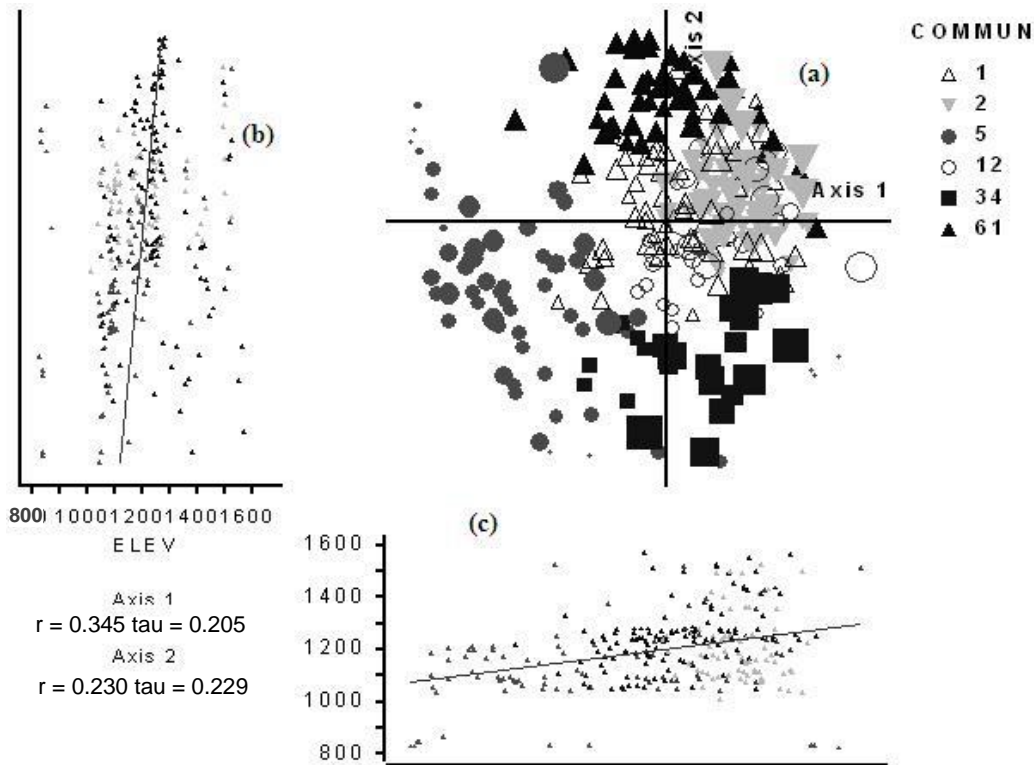 Axis 2
COMMUN
(a)
1
2
5
12
34
61
Axis 1
(b)
800 1000 1200 1400 1600
ELEV
Axis 1
r = 0.345 tau = 0.205
Axis 2
r = 0.230 tau = 0.229
(c)
1600
1400
1200
1000
800